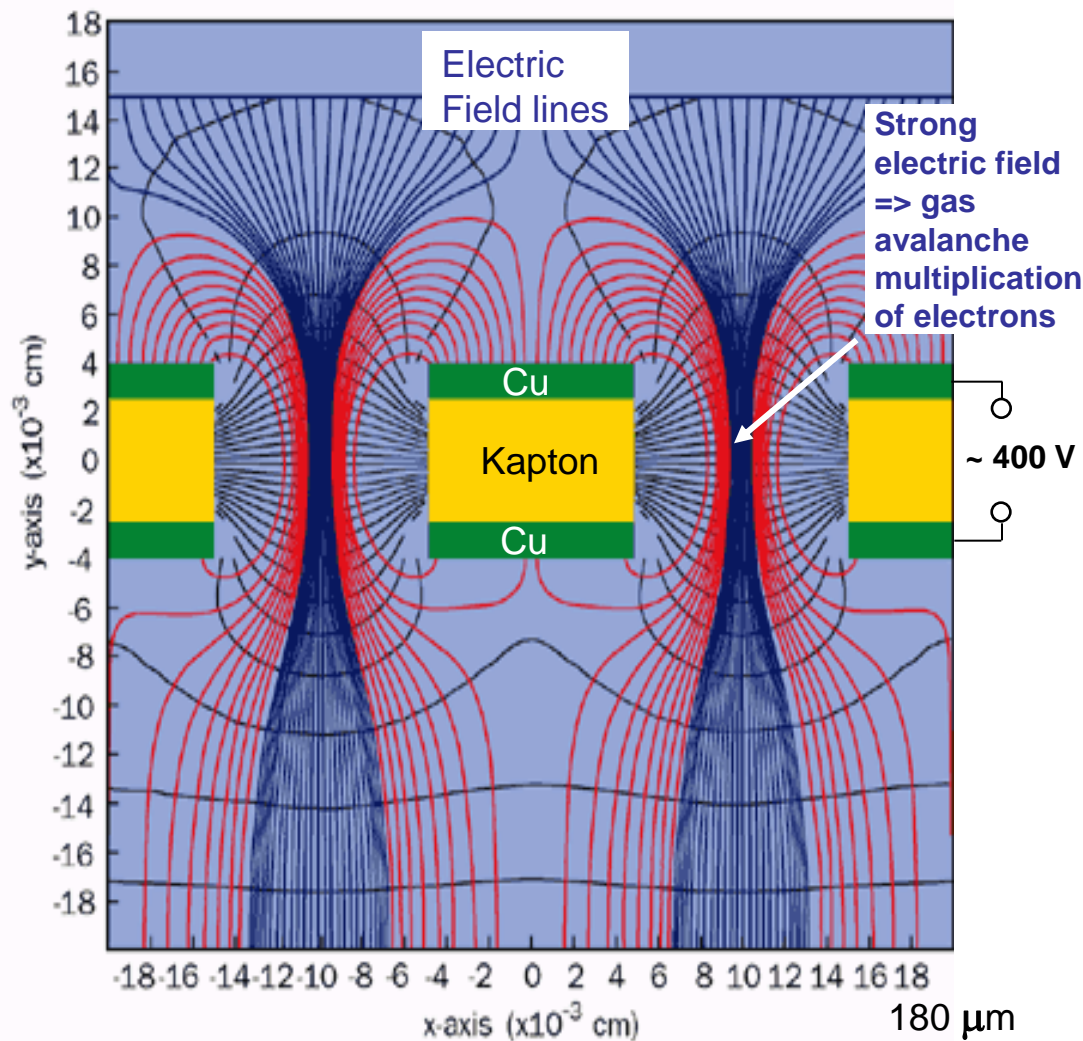 18
16
14
12
10
8
6
4
2
0
-2
-4
-6
-8
-10
-12
-14
-16
-18
y-axis (x10⁻³ cm)
Electric
Field lines
Strong
electric field
=> gas
avalanche
multiplication
of electrons
Cu
Kapton
Cu
~ 400 V
-18 -16 -14 -12 -10 -8 -6 -4 -2 0 2 4 6 8 10 12 14 16 18
x-axis (x10⁻³ cm)
180 μm